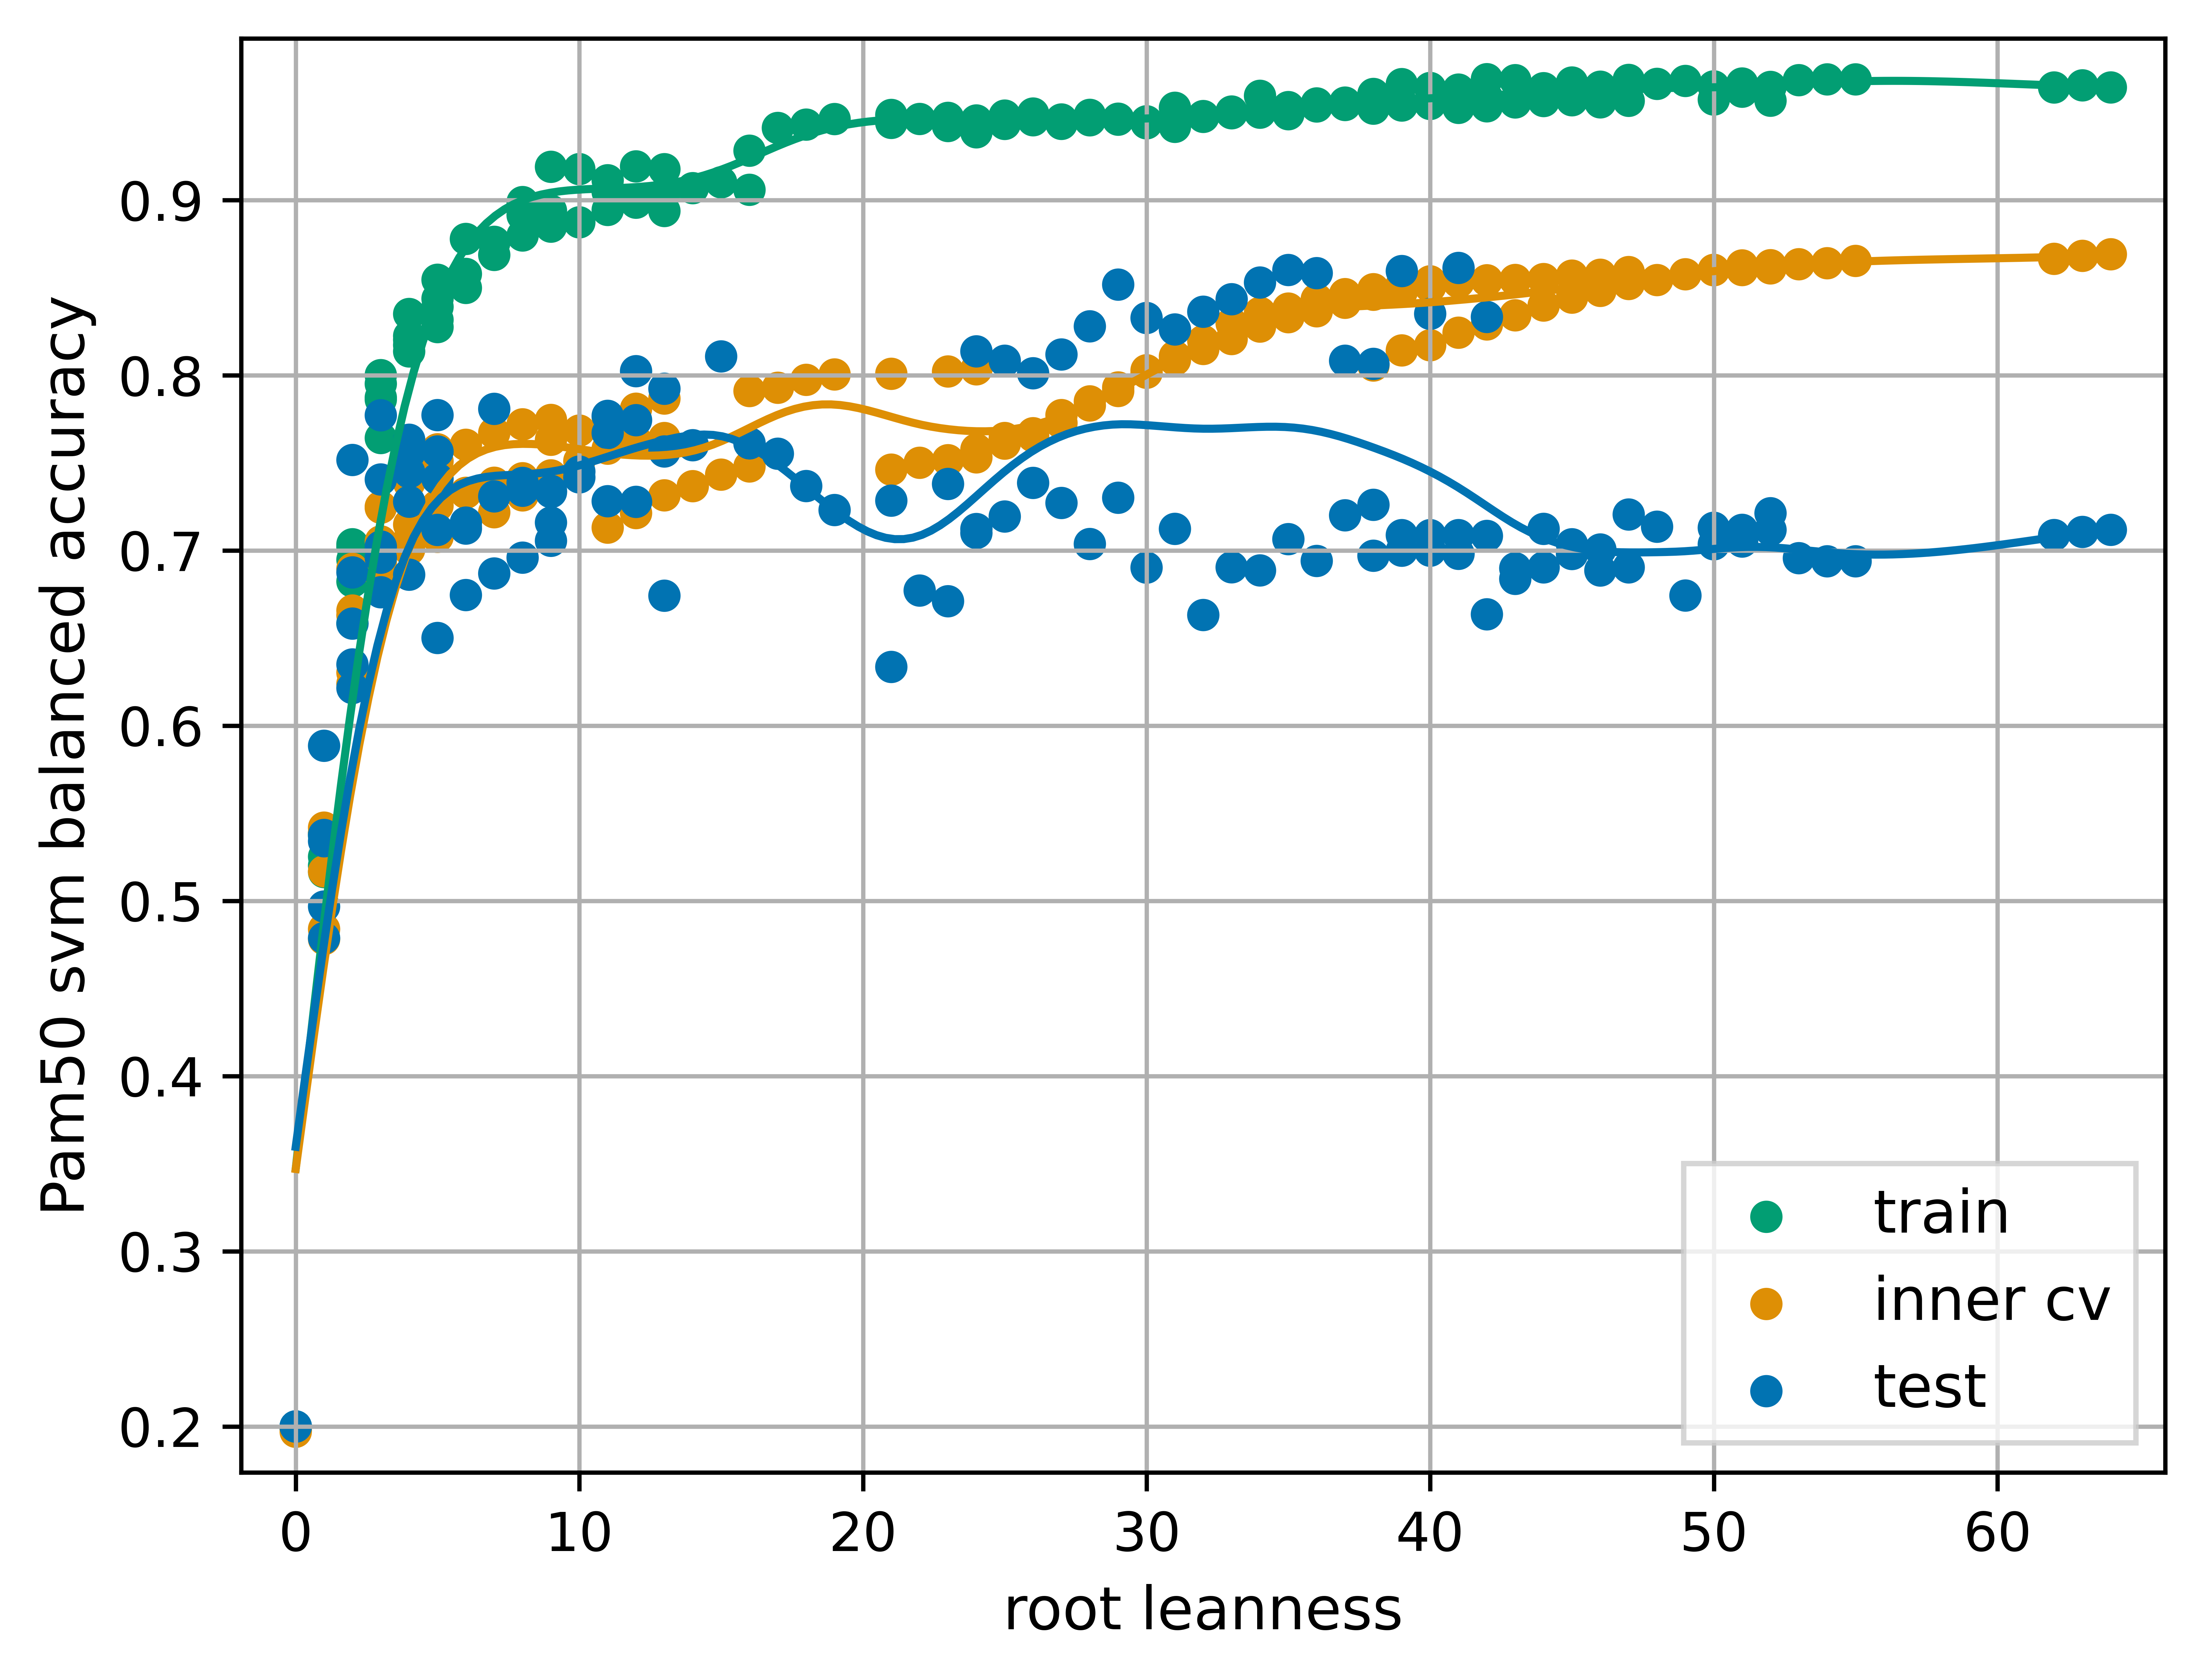 Pam50 svm balanced accuracy
0.9
0.8
0.7
0.6
0.5
0.4
0.3
0.2
0 10 20 30 40 50 60
root leanness
train
inner cv
test